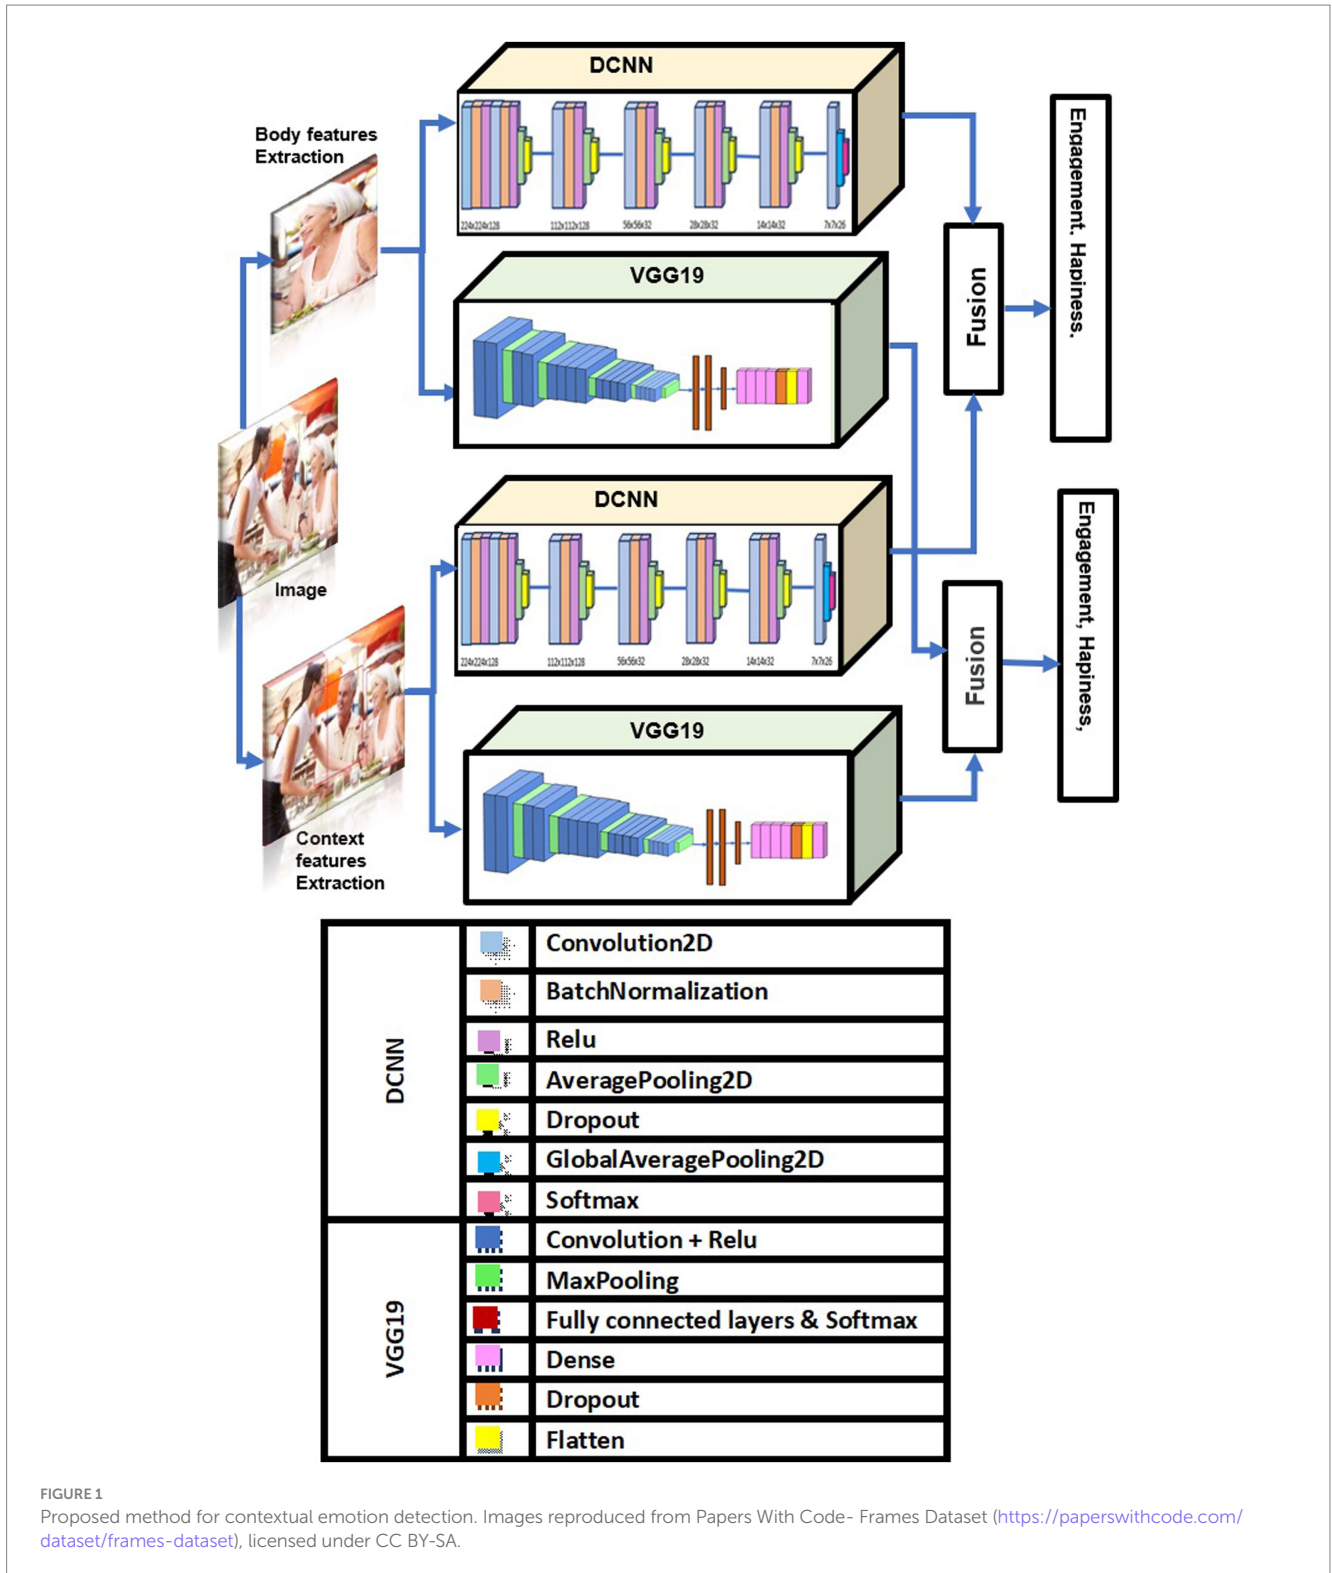 DCNN
Body features
Extraction
224x224x128
112x112x128
56x56x32
28x28x32
14x14x32
7x7x26
Engagement. Hapiness.
VGG19
Fusion
DCNN
Image
224x224x128
112x112x128
56x56x32
28x28x32
14x14x32
7x7x26
Engagement, Hapiness,
Fusion
VGG19
Context
features
Extraction
DCNN
Convolution2D
BatchNormalization
Relu
AveragePooling2D
Dropout
GlobalAveragePooling2D
Softmax
VGG19
Convolution + Relu
MaxPooling
Fully connected layers & Softmax
Dense
Dropout
Flatten
FIGURE 1
Proposed method for contextual emotion detection. Images reproduced from Papers With Code- Frames Dataset (https://paperswithcode.com/
dataset/frames-dataset), licensed under CC BY-SA.